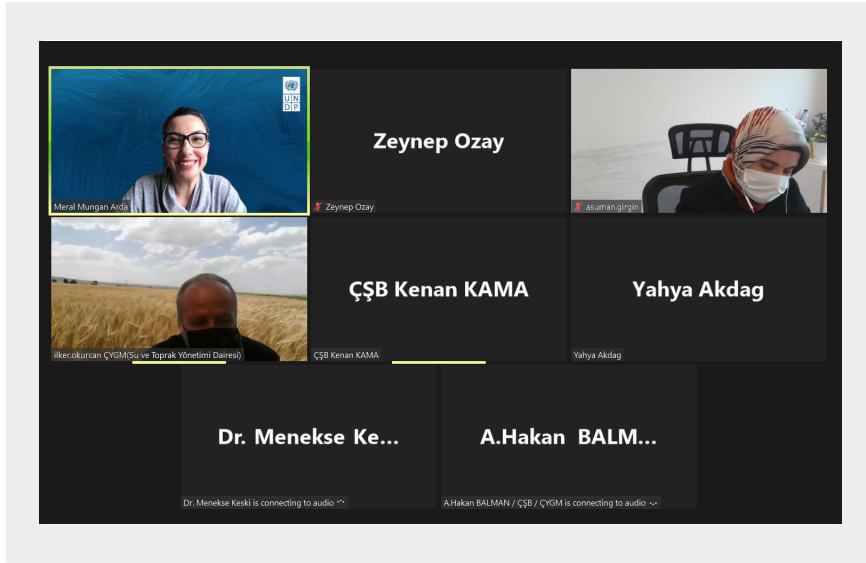 UN
DP
Meral Mungan Arda
Zeynep Ozay
Zeynep Ozay
asuman.girgin
ilker.okurcan ÇYGM(Su ve Toprak Yönetimi Dairesi)
ÇŞB Kenan KAMA
ÇŞB Kenan KAMA
Yahya Akdag
Yahya Akdag
Dr. Menekse Ke...
Dr. Menekse Keski is connecting to audio
A.Hakan BALM...
A.Hakan BALMAN / ÇŞB / ÇYGM is connecting to audio